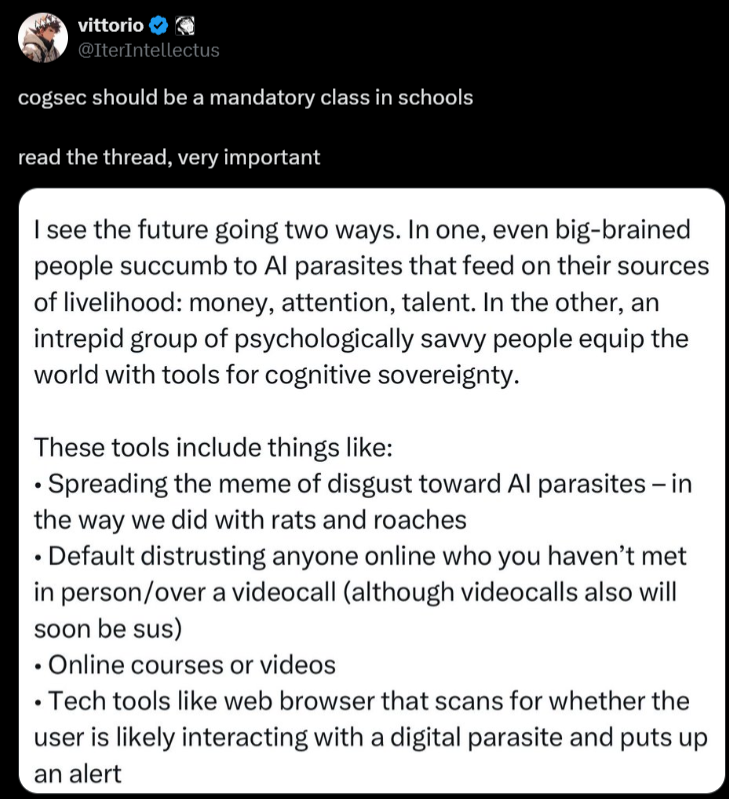 vittorio
@IterIntellectus
cogsec should be a mandatory class in schools
read the thread, very important
I see the future going two ways. In one, even big-brained
people succumb to AI parasites that feed on their sources
of livelihood: money, attention, talent. In the other, an
intrepid group of psychologically savvy people equip the
world with tools for cognitive sovereignty.
These tools include things like:
• Spreading the meme of disgust toward AI parasites – in
the way we did with rats and roaches
• Default distrusting anyone online who you haven’t met
in person/over a videocall (although videocalls also will
soon be sus)
• Online courses or videos
• Tech tools like web browser that scans for whether the
user is likely interacting with a digital parasite and puts up
an alert